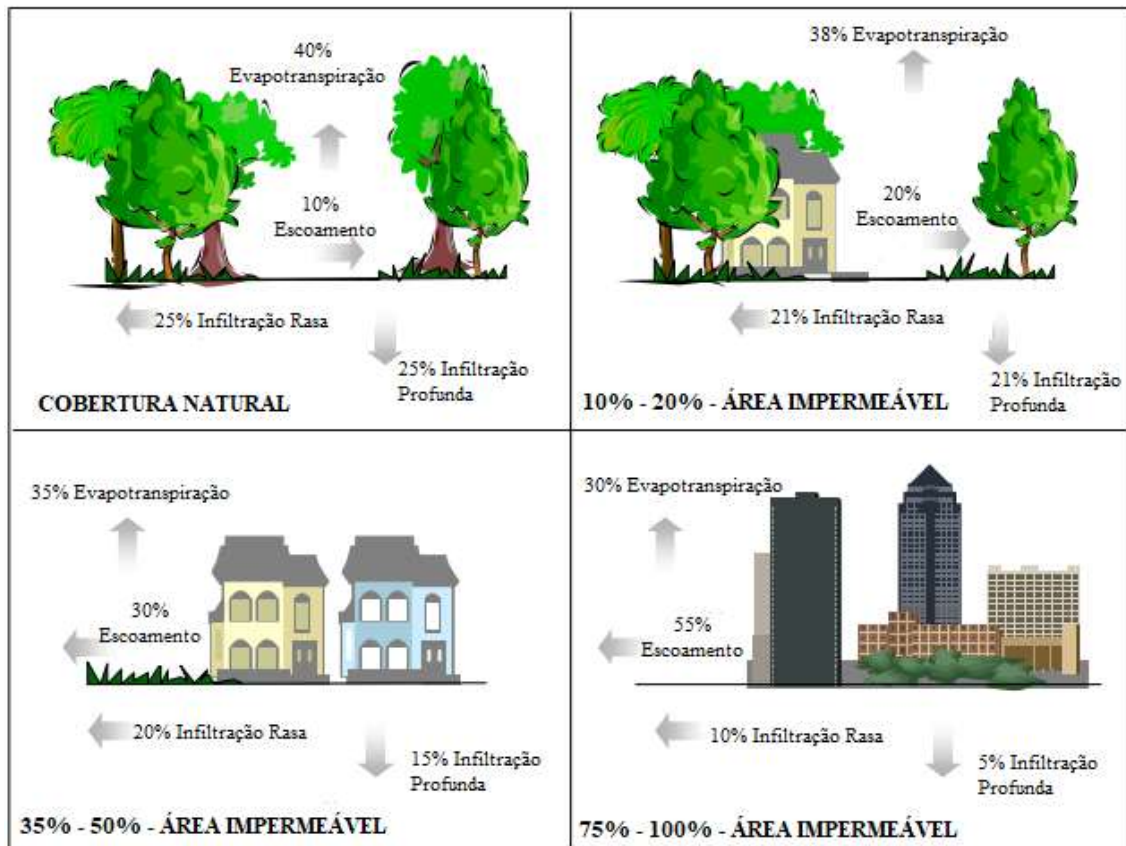 40%
Evapotranspiração
10%
Escoamento
25% Infiltração Rasa
25% Infiltração
Profunda
COBERTURA NATURAL
38% Evapotranspiração
20%
Escoamento
21% Infiltração Rasa
21% Infiltração
Profunda
10% - 20% - ÁREA IMPERMEÁVEL
35% Evapotranspiração
30%
Escoamento
20% Infiltração Rasa
15% Infiltração
Profunda
35% - 50% - ÁREA IMPERMEÁVEL
30% Evapotranspiração
55%
Escoamento
10% Infiltração Rasa
5% Infiltração
Profunda
75% - 100% - ÁREA IMPERMEÁVEL